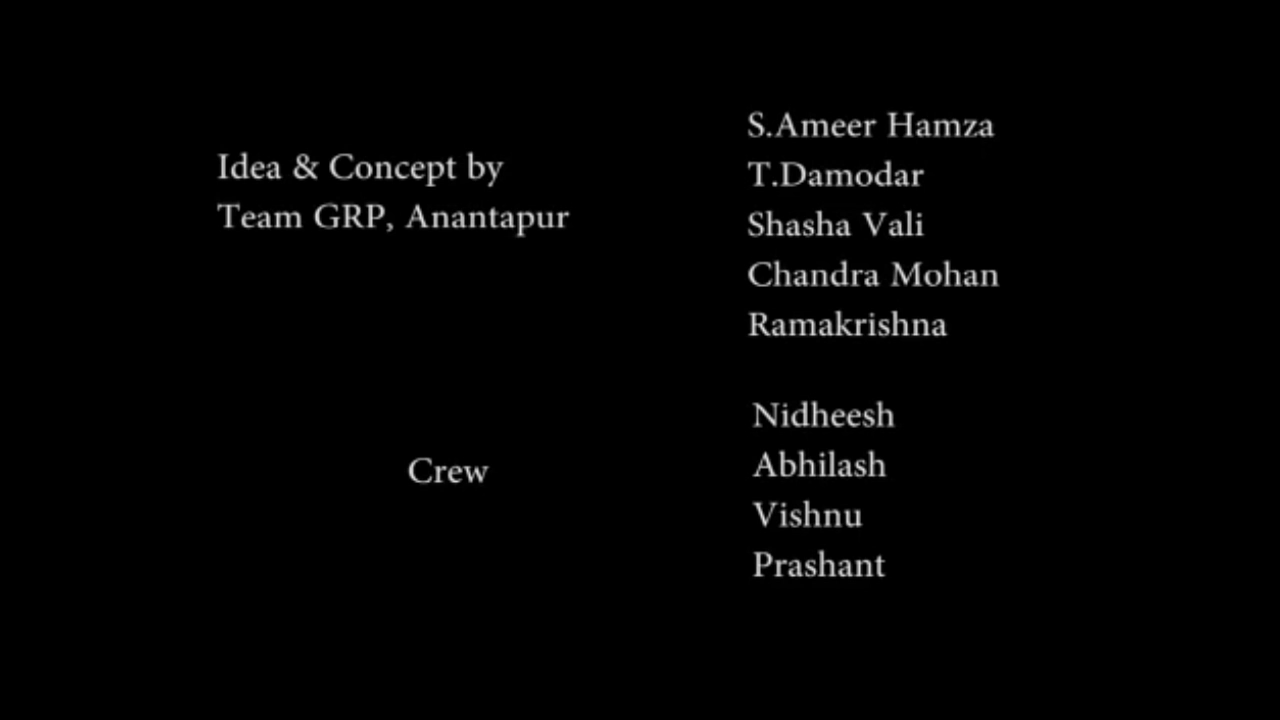 Idea & Concept by
Team GRP, Anantapur
S.Ameer Hamza
T.Damodar
Shasha Vali
Chandra Mohan
Ramakrishna
Crew
Nidheesh
Abhilash
Vishnu
Prashant